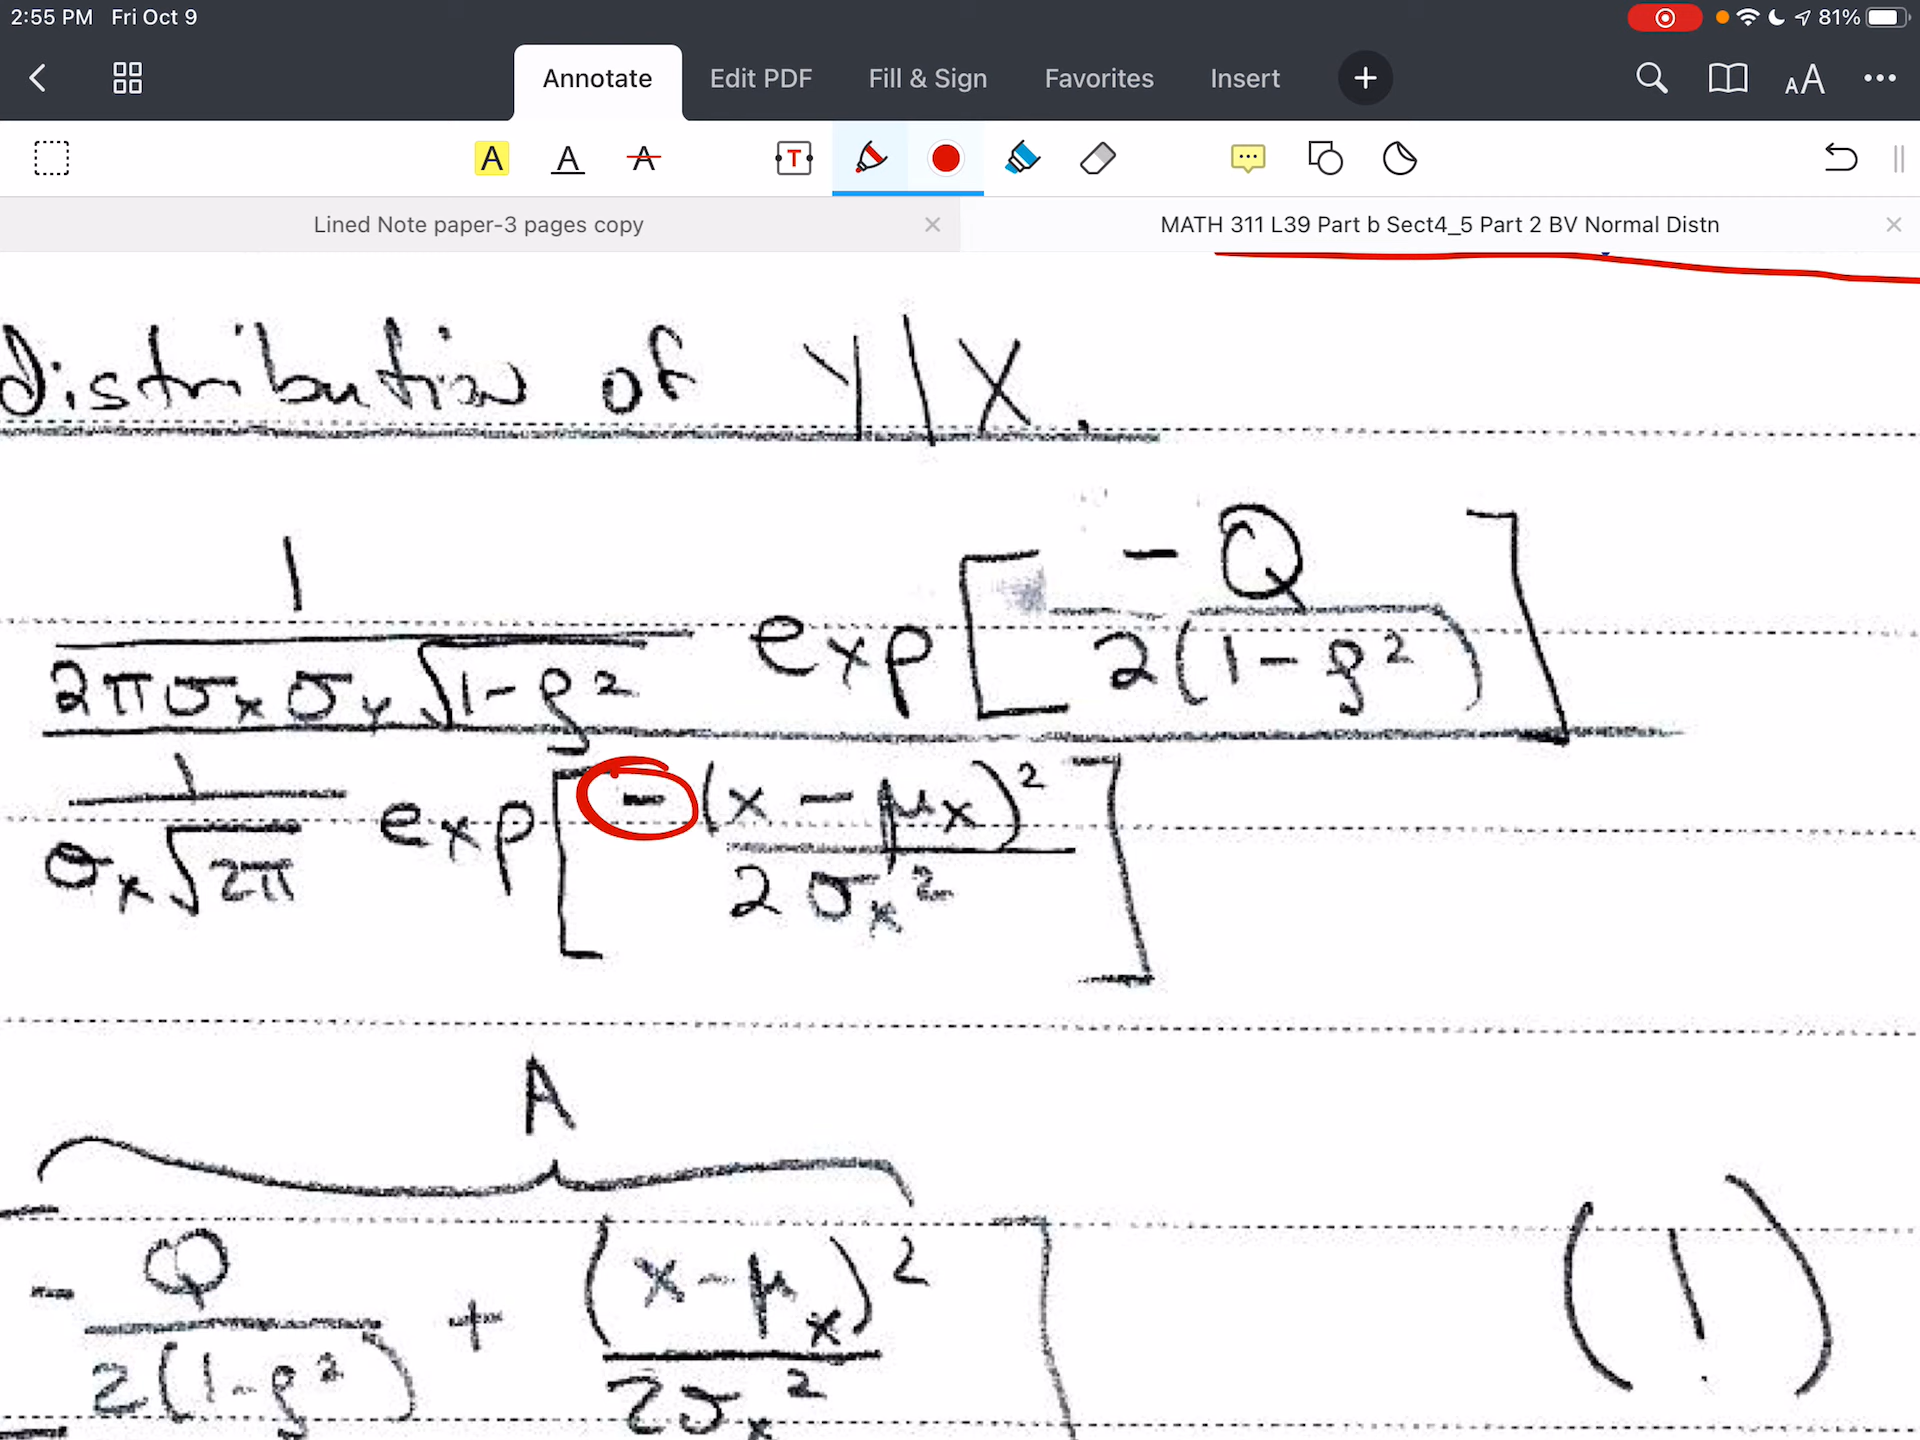 2:55 PM Fri Oct 9 81%
Annotate Edit PDF Fill & Sign Favorites Insert +
AA ...
A A A T
Lined Note paper-3 pages copy × MATH 311 L39 Part b Sect4_5 Part 2 BV Normal Distn ×
distribution of Y|X.
1
2πσxσy√1-ρ² exp[-Q
2(1-ρ²)]
1
σx√2π exp[-(x-μx)²
2σx²]
A
-Q + (x-μx)²
2(1-ρ²) 2σx²] (1)